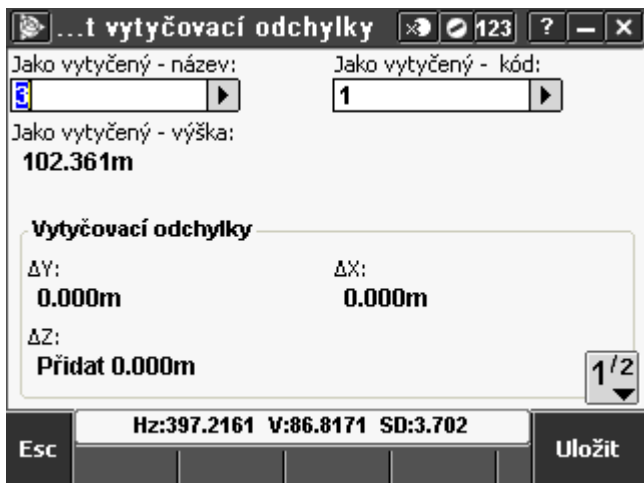 ...t vytyčovací odchylky 123 ? – x
Jako vytyčený - název: Jako vytyčený - kód:
3 1
Jako vytyčený - výška:
102.361m
Vytyčovací odchylky
ΔY: ΔX:
0.000m 0.000m
ΔZ:
Přidat 0.000m
1/2
Hz:397.2161 V:86.8171 SD:3.702
Esc Uložit